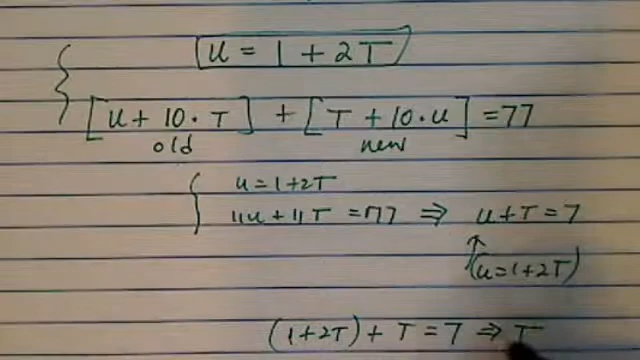 u = 1 + 2T
[u + 10 · T] + [T + 10 · u] = 77
old new
u = 1 + 2T
11u + 11T = 77 ⇒ u + T = 7
(u = 1 + 2T)
(1 + 2T) + T = 7 ⇒ T